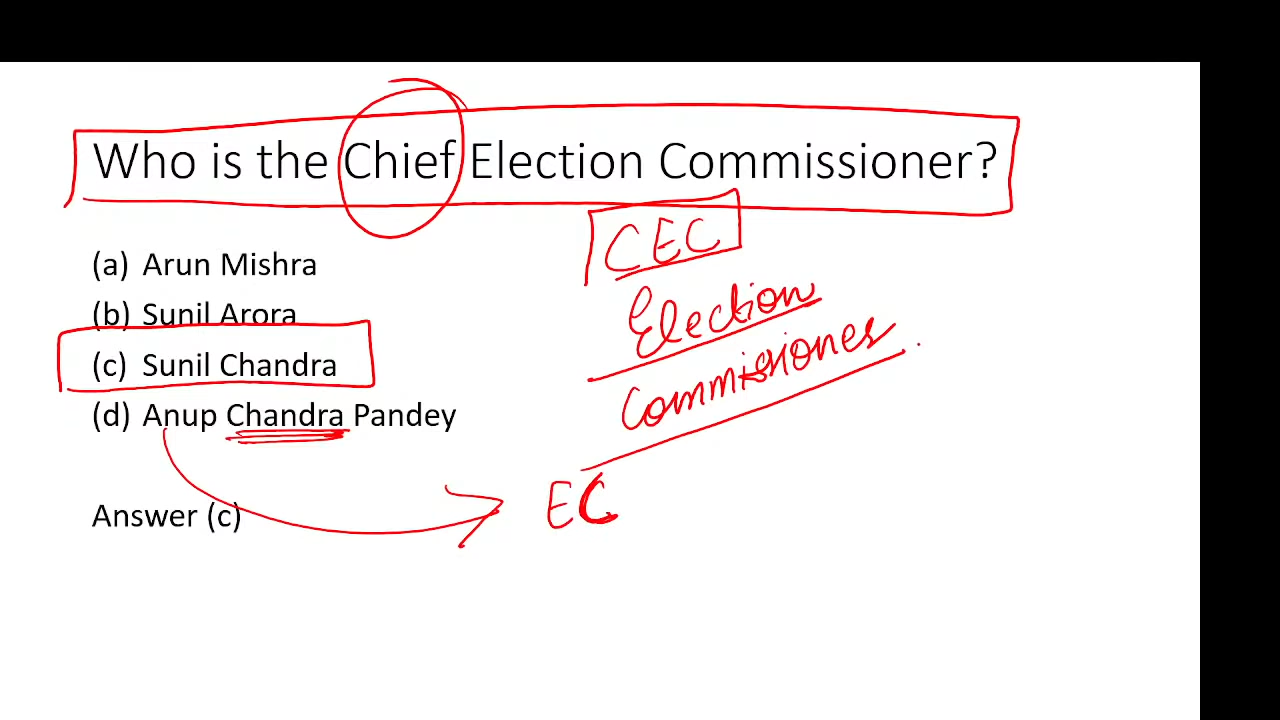 Who is the Chief Election Commissioner?
CEC
(a) Arun Mishra
Election
(b) Sunil Arora
Commissioner
(c) Sunil Chandra
(d) Anup Chandra Pandey
EC
Answer (c)